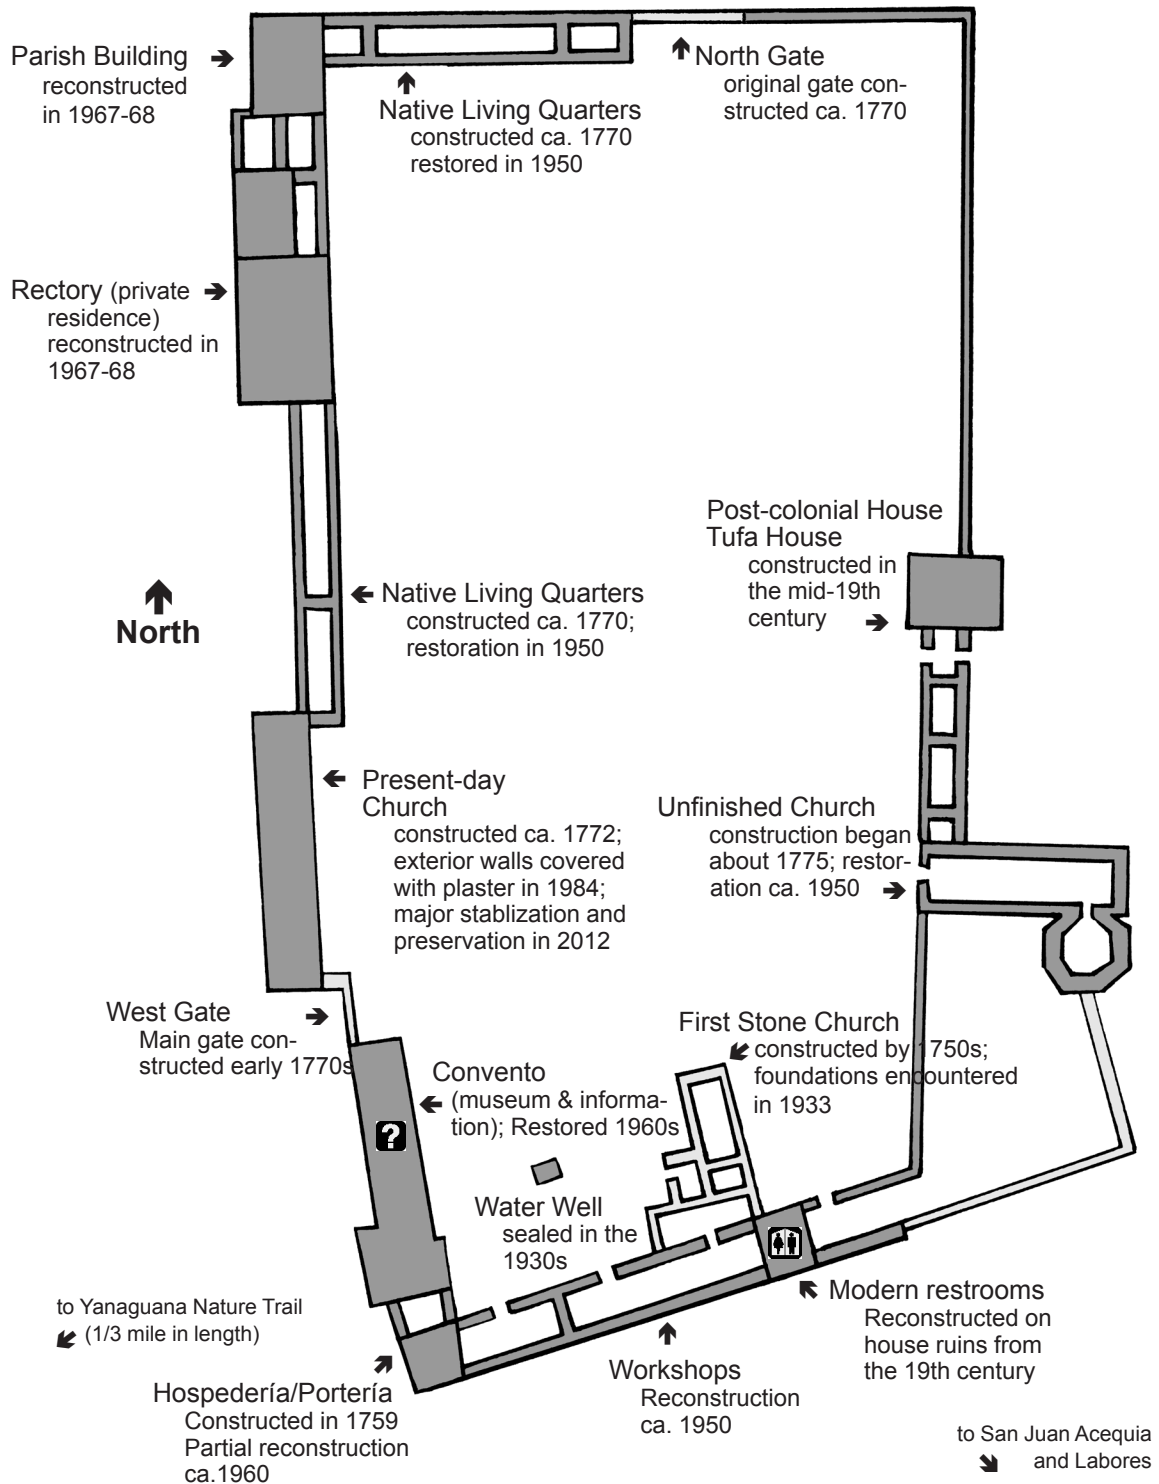 Parish Building
reconstructed
in 1967-68
Native Living Quarters
constructed ca. 1770
restored in 1950
North Gate
original gate con-
structed ca. 1770
Rectory (private
residence)
reconstructed in
1967-68
Post-colonial House
Tufa House
constructed in
the mid-19th
century
North
Native Living Quarters
constructed ca. 1770;
restoration in 1950
Present-day
Church
constructed ca. 1772;
exterior walls covered
with plaster in 1984;
major stablization and
preservation in 2012
Unfinished Church
construction began
about 1775; restor-
ation ca. 1950
West Gate
Main gate con-
structed early 1770s
First Stone Church
constructed by 1750s;
foundations encountered
in 1933
Convento
(museum & informa-
tion); Restored 1960s
?
Water Well
sealed in the
1930s
Modern restrooms
Reconstructed on
house ruins from
the 19th century
to Yanaguana Nature Trail
(1/3 mile in length)
Hospedería/Portería
Constructed in 1759
Partial reconstruction
ca.1960
Workshops
Reconstruction
ca. 1950
to San Juan Acequia
and Labores